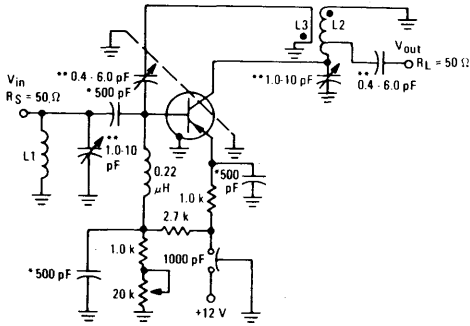 L3
L2
V_out
R_L = 50 Ω
**0.4 - 6.0 pF
*500 pF
**1.0-10 pF
**
0.4 - 6.0 pF
V_in
R_S = 50,Ω
L1
**
1.0-10
pF
0.22
μH
*500
pF
1.0 k
2.7 k
*500 pF
1.0 k
1000 pF
20 k
+12 V